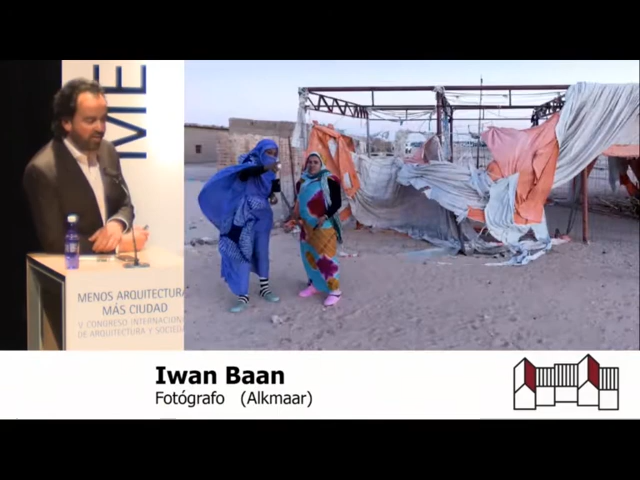 ME
MENOS ARQUITECTURA
MÁS CIUDAD
V CONGRESO INTERNACIONAL
DE ARQUITECTURA Y SOCIEDAD
Iwan Baan
Fotógrafo (Alkmaar)